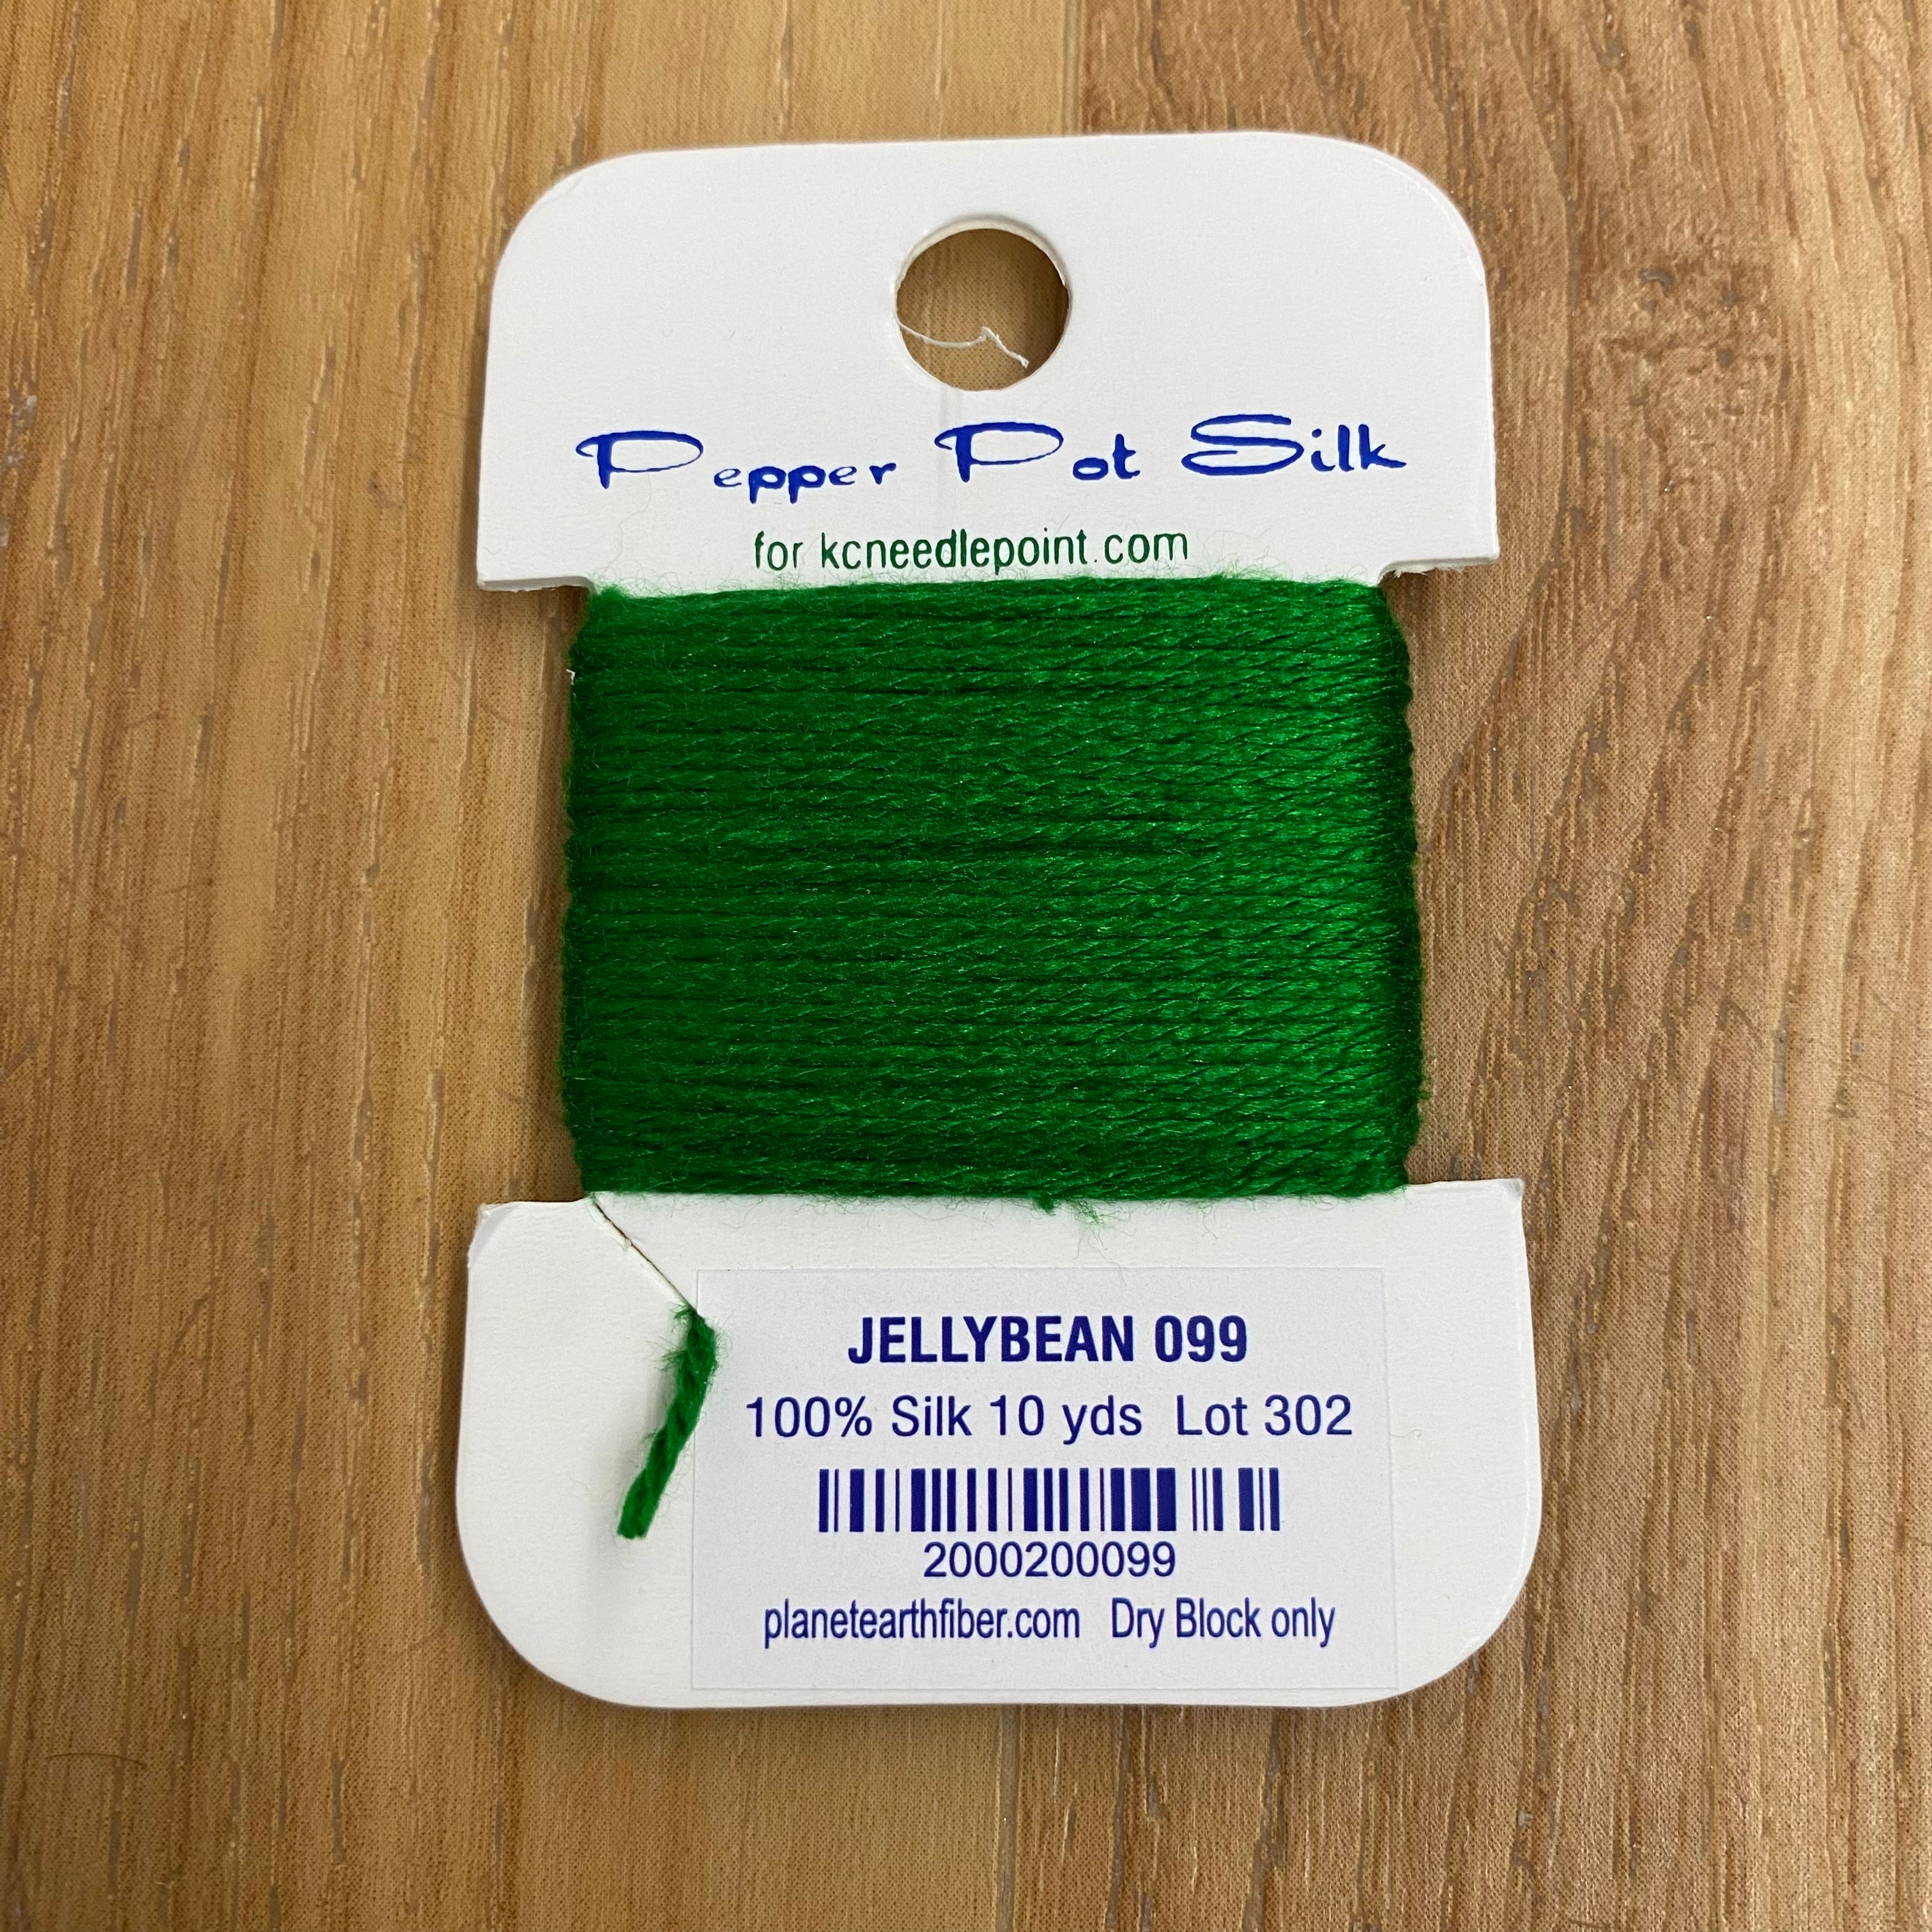 Pepper Pot Silk
for kcneedlepoint.com
JELLYBEAN 099
100% Silk 10 yds Lot 302
2000200099
planetearthfiber.com Dry Block only